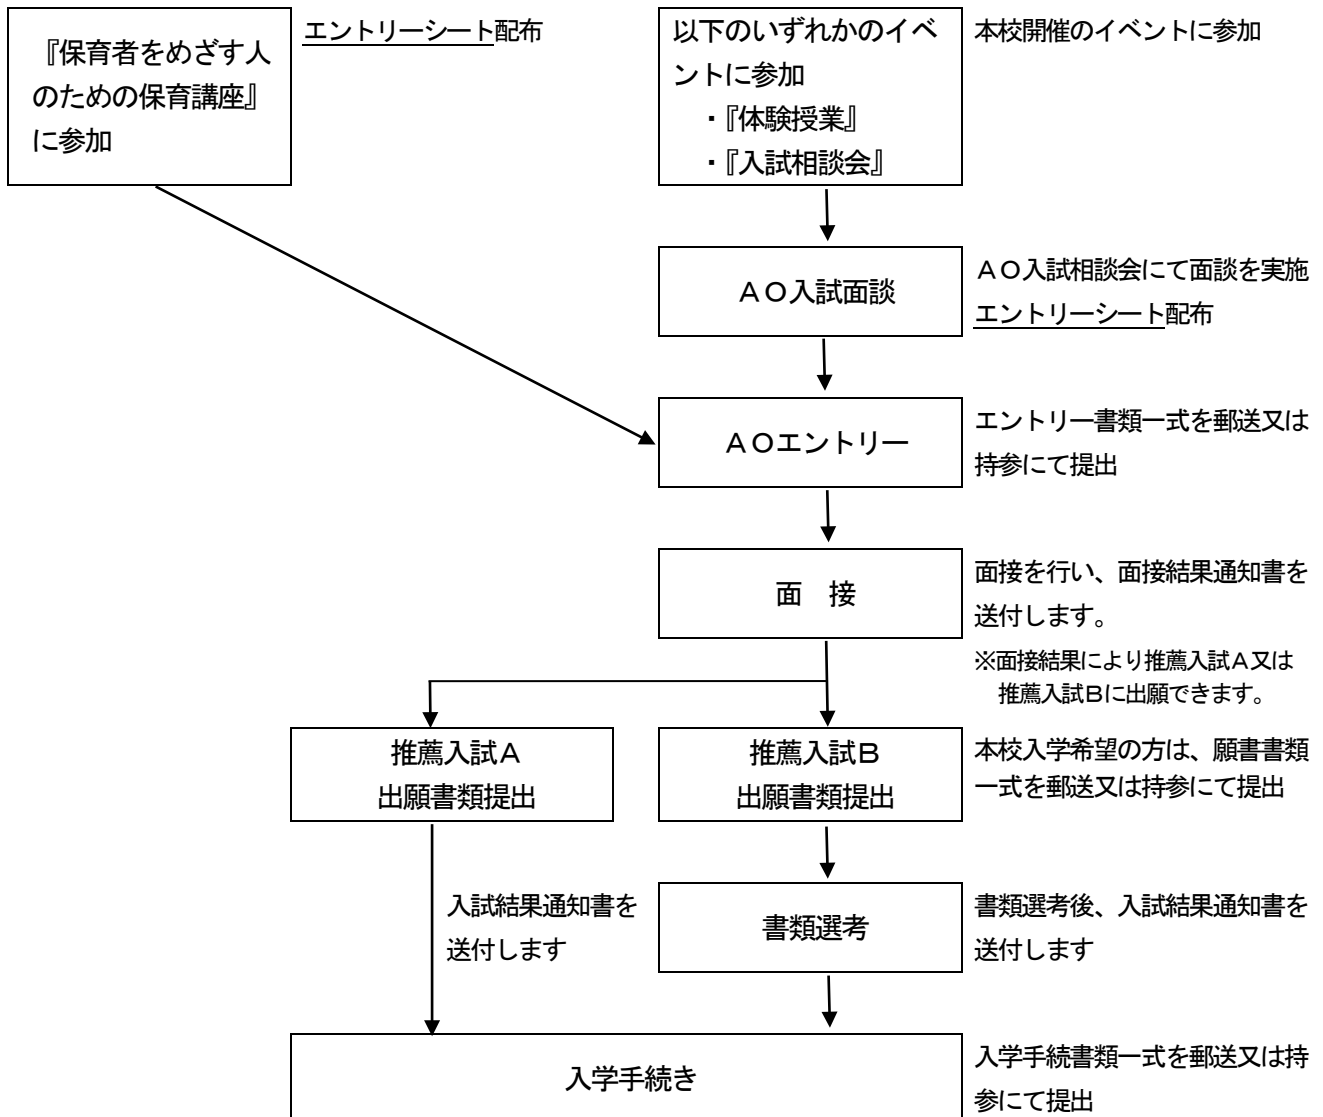 『保育者をめざす人
のための保育講座』
に参加
エントリーシート配布
以下のいずれかのイベ
ントに参加
・『体験授業』
・『入試相談会』
本校開催のイベントに参加
ＡＯ入試面談
ＡＯ入試相談会にて面談を実施
エントリーシート配布
ＡＯエントリー
エントリー書類一式を郵送又は
持参にて提出
面　接
面接を行い、面接結果通知書を
送付します。
※面接結果により推薦入試Ａ又は
推薦入試Ｂに出願できます。
推薦入試Ａ
出願書類提出
推薦入試Ｂ
出願書類提出
本校入学希望の方は、願書書類
一式を郵送又は持参にて提出
入試結果通知書を
送付します
書類選考
書類選考後、入試結果通知書を
送付します
入学手続き
入学手続書類一式を郵送又は持
参にて提出